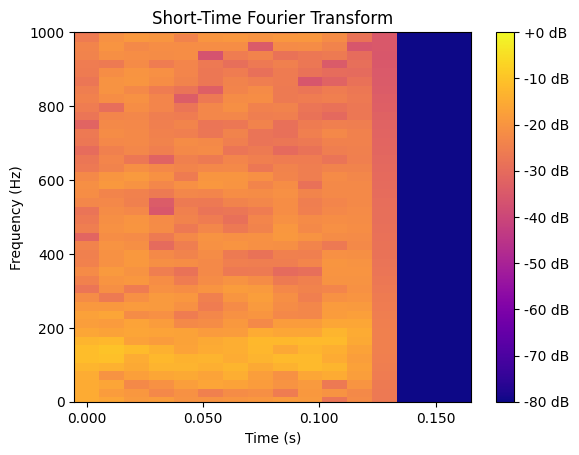 Short-Time Fourier Transform
Frequency (Hz)
1000
800
600
400
200
0
0.000
0.050
0.100
0.150
Time (s)
+0 dB
-10 dB
-20 dB
-30 dB
-40 dB
-50 dB
-60 dB
-70 dB
-80 dB